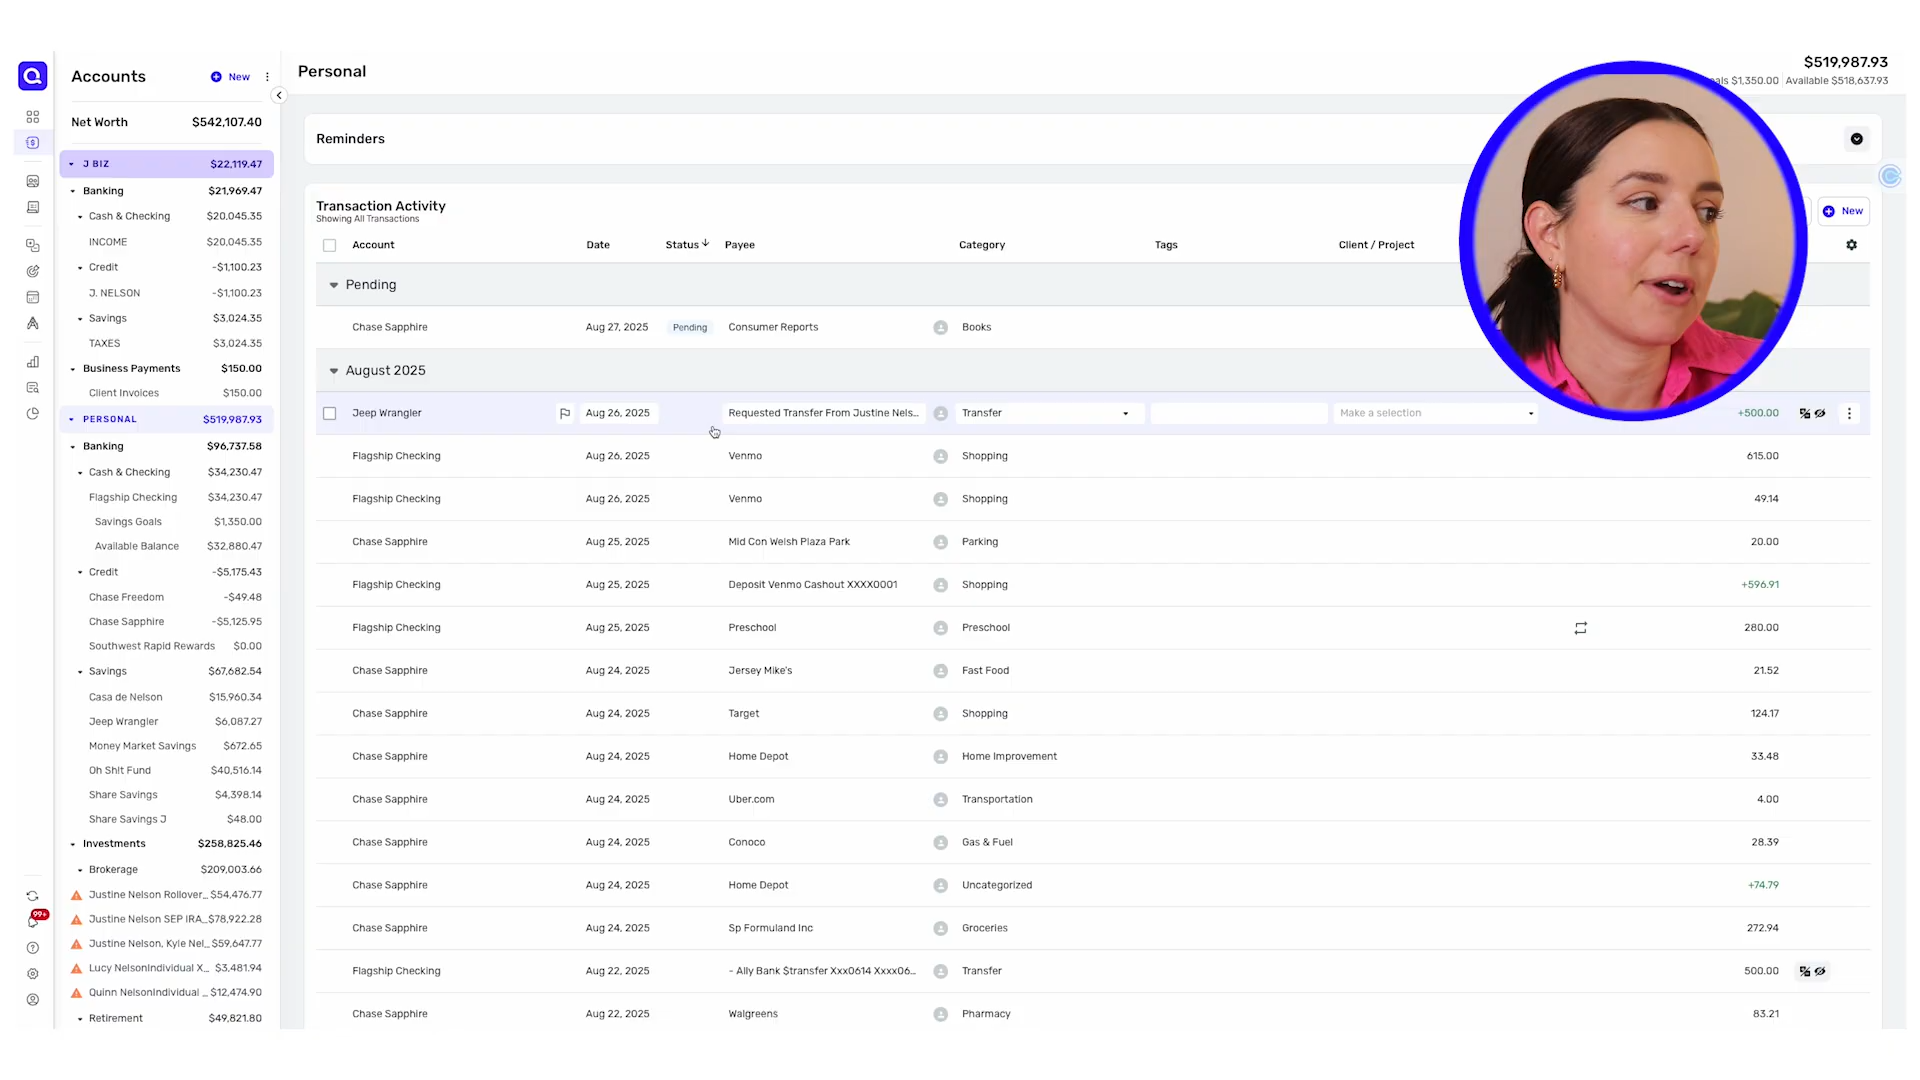 Accounts
New
Net Worth $542,107.40
J BIZ $22,119.47
Banking $21,969.47
Cash & Checking $20,045.35
INCOME $20,045.35
Credit -$1,100.23
J. NELSON -$1,100.23
Savings $3,024.35
TAXES $3,024.35
Business Payments $150.00
Client Invoices $150.00
PERSONAL $519,987.93
Banking $96,737.58
Cash & Checking $34,230.47
Flagship Checking $34,230.47
Savings Goals $1,350.00
Available Balance $32,880.47
Credit -$5,175.43
Chase Freedom -$49.48
Chase Sapphire -$5,125.95
Southwest Rapid Rewards $0.00
Savings $67,682.54
Casa de Nelson $15,960.34
Jeep Wrangler $6,087.27
Money Market Savings $672.65
Oh Sh!t Fund $40,516.14
Share Savings $4,398.14
Share Savings J $48.00
Investments $258,825.46
Brokerage $209,003.66
Justine Nelson Rollover_ $54,476.77
Justine Nelson SEP IRA_ $78,922.28
Justine Nelson, Kyle Nel_ $59,647.77
Lucy NelsonIndividual X_ $3,481.94
Quinn NelsonIndividual _ $12,474.90
Retirement $49,821.80
99+
Personal
$519,987.93
als $1,350.00 Available $518,637.93
Reminders
Transaction Activity
Showing All Transactions
New
Account Date Status Payee Category Tags Client / Project
Pending
Chase Sapphire Aug 27, 2025 Pending Consumer Reports Books
August 2025
Jeep Wrangler Aug 26, 2025 Requested Transfer From Justine Nels... Transfer Make a selection +500.00
Flagship Checking Aug 26, 2025 Venmo Shopping 615.00
Flagship Checking Aug 26, 2025 Venmo Shopping 49.14
Chase Sapphire Aug 25, 2025 Mid Con Welsh Plaza Park Parking 20.00
Flagship Checking Aug 25, 2025 Deposit Venmo Cashout XXXX0001 Shopping +596.91
Flagship Checking Aug 25, 2025 Preschool Preschool 280.00
Chase Sapphire Aug 24, 2025 Jersey Mike's Fast Food 21.52
Chase Sapphire Aug 24, 2025 Target Shopping 124.17
Chase Sapphire Aug 24, 2025 Home Depot Home Improvement 33.48
Chase Sapphire Aug 24, 2025 Uber.com Transportation 4.00
Chase Sapphire Aug 24, 2025 Conoco Gas & Fuel 28.39
Chase Sapphire Aug 24, 2025 Home Depot Uncategorized +74.79
Chase Sapphire Aug 24, 2025 Sp Formuland Inc Groceries 272.94
Flagship Checking Aug 22, 2025 - Ally Bank $transfer Xxx0614 Xxxx06... Transfer 500.00
Chase Sapphire Aug 22, 2025 Walgreens Pharmacy 83.21